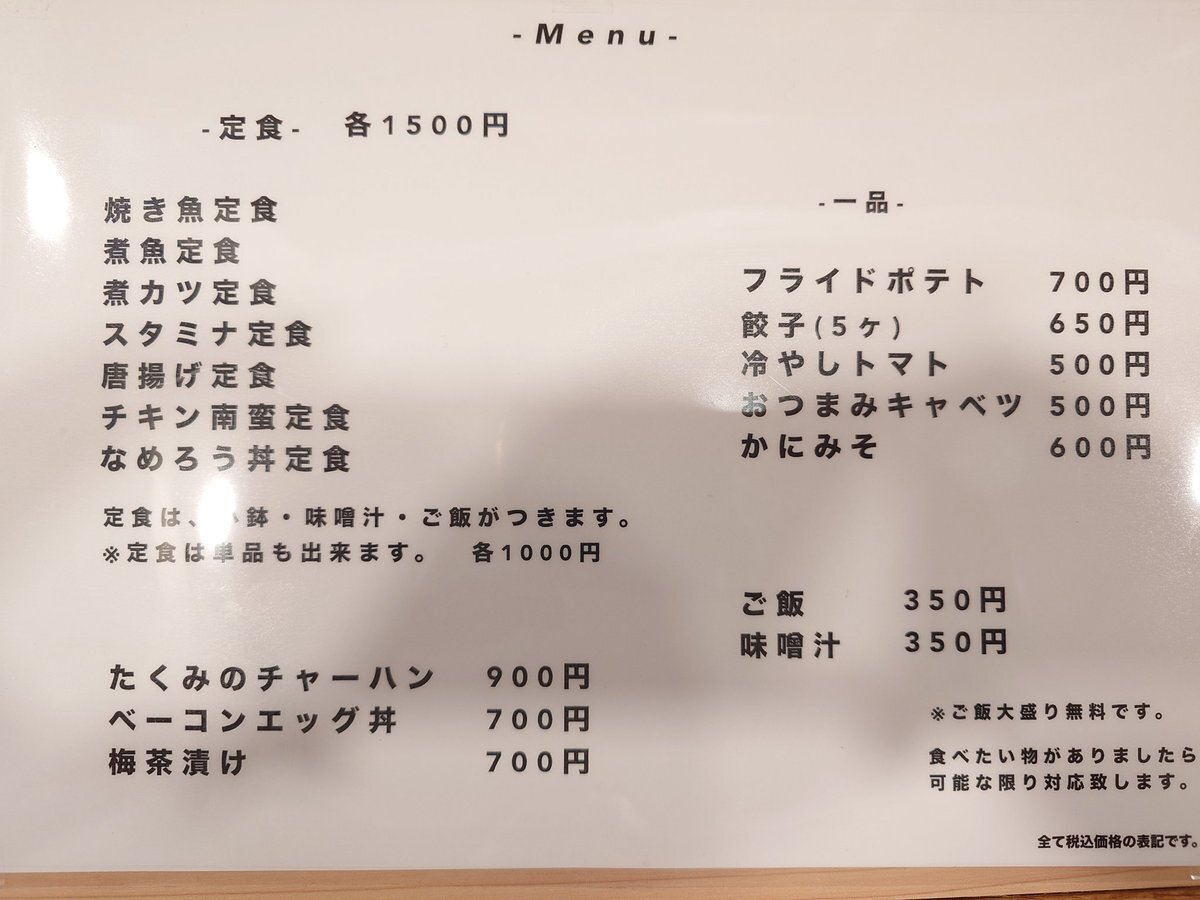 -Menu-
-定食- 各1500円
焼き魚定食
煮魚定食
煮カツ定食
スタミナ定食
唐揚げ定食
チキン南蛮定食
なめろう丼定食
定食は、小鉢・味噌汁・ご飯がつきます。
※定食は単品も出来ます。 各1000円
たくみのチャーハン 900円
ベーコンエッグ丼 700円
梅茶漬け 700円
-一品-
フライドポテト 700円
餃子(5ヶ) 650円
冷やしトマト 500円
おつまみキャベツ 500円
かにみそ 600円
ご飯 350円
味噌汁 350円
※ご飯大盛り無料です。
食べたい物がありましたら
可能な限り対応致します。
全て税込価格の表記です。